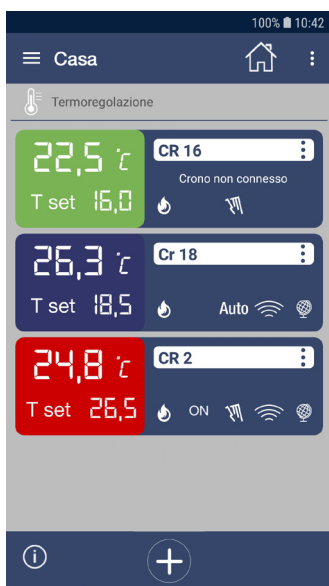 100% 10:42
Casa
Termoregolazione
22,5 °C
CR 16
Crono non connesso
T set 16,0
26,3 °C
Cr 18
T set 18,5
Auto
24,8 °C
CR 2
T set 26,5
ON